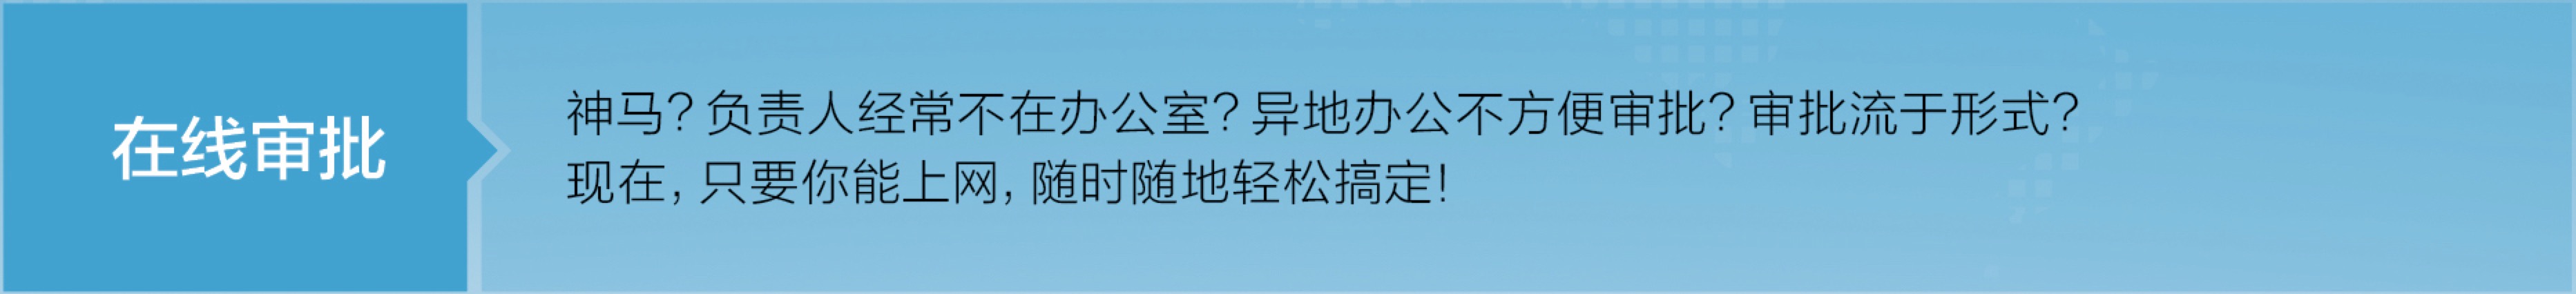 在线审批
神马？负责人经常不在办公室？异地办公不方便审批？审批流于形式？
现在，只要你能上网，随时随地轻松搞定！